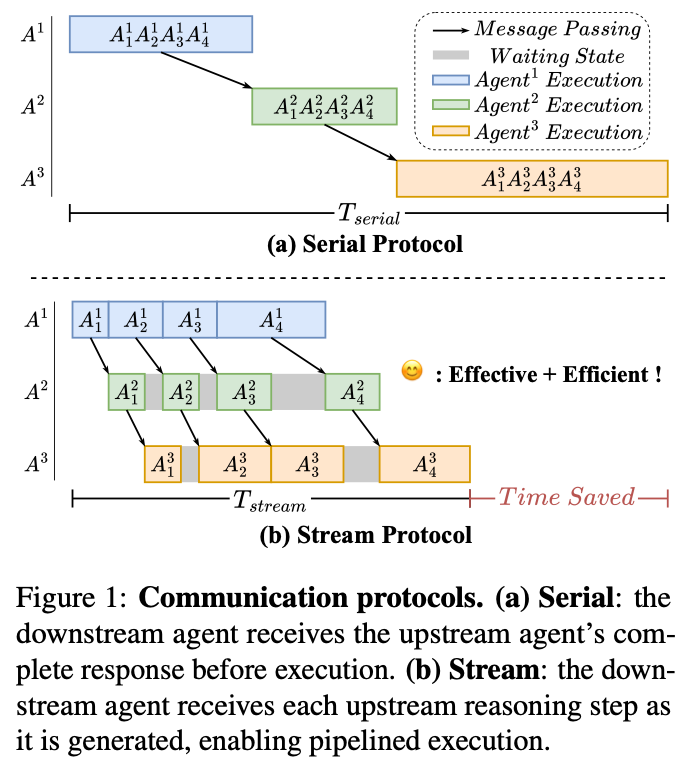 A^1
A^1_1A^1_2A^1_3A^1_4
Message Passing
Waiting State
Agent^1 Execution
Agent^2 Execution
Agent^3 Execution
A^2
A^2_1A^2_2A^2_3A^2_4
A^3
A^3_1A^3_2A^3_3A^3_4
T_serial
(a) Serial Protocol
A^1
A^1_1 A^1_2 A^1_3 A^1_4
A^2
A^2_1 A^2_2 A^2_3 A^2_4
😊 : Effective + Efficient !
A^3
A^3_1 A^3_2 A^3_3 A^3_4
T_stream Time Saved
(b) Stream Protocol
Figure 1: Communication protocols. (a) Serial: the
downstream agent receives the upstream agent's com-
plete response before execution. (b) Stream: the down-
stream agent receives each upstream reasoning step as
it is generated, enabling pipelined execution.